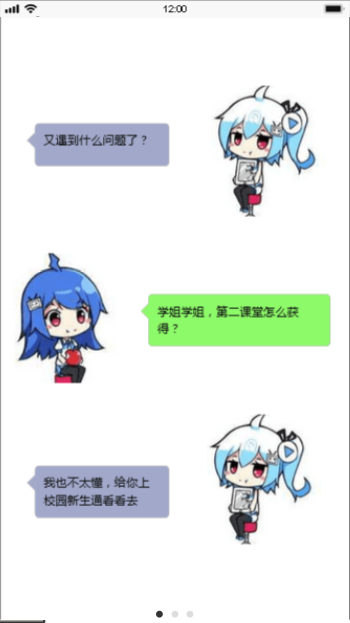 12:00
又遇到什么问题了？
学姐学姐，第二课堂怎么获
得？
我也不太懂，给你上
校园新生通看看去